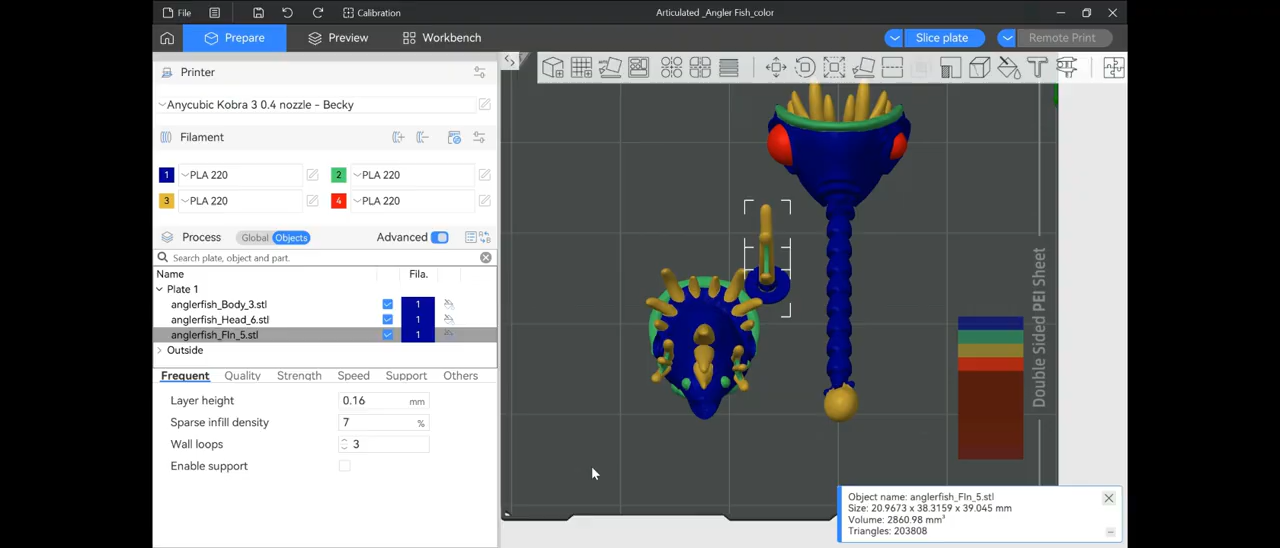 File
Calibration
Articulated _Angler Fish_color
Prepare
Preview
Workbench
Slice plate
Remote Print
Printer
Anycubic Kobra 3 0.4 nozzle - Becky
Filament
1 PLA 220 2 PLA 220
3 PLA 220 4 PLA 220
Process Global Objects Advanced
Search plate, object and part.
Name Fila.
Plate 1
anglerfish_Body_3.stl 1
anglerfish_Head_6.stl 1
anglerfish_FIn_5.stl 1
Outside
Frequent Quality Strength Speed Support Others
Layer height 0.16 mm
Sparse infill density 7 %
Wall loops 3
Enable support
Double Sided PEI Sheet
Object name: anglerfish_FIn_5.stl
Size: 20.9673 x 38.3159 x 39.045 mm
Volume: 2860.98 mm³
Triangles: 203808